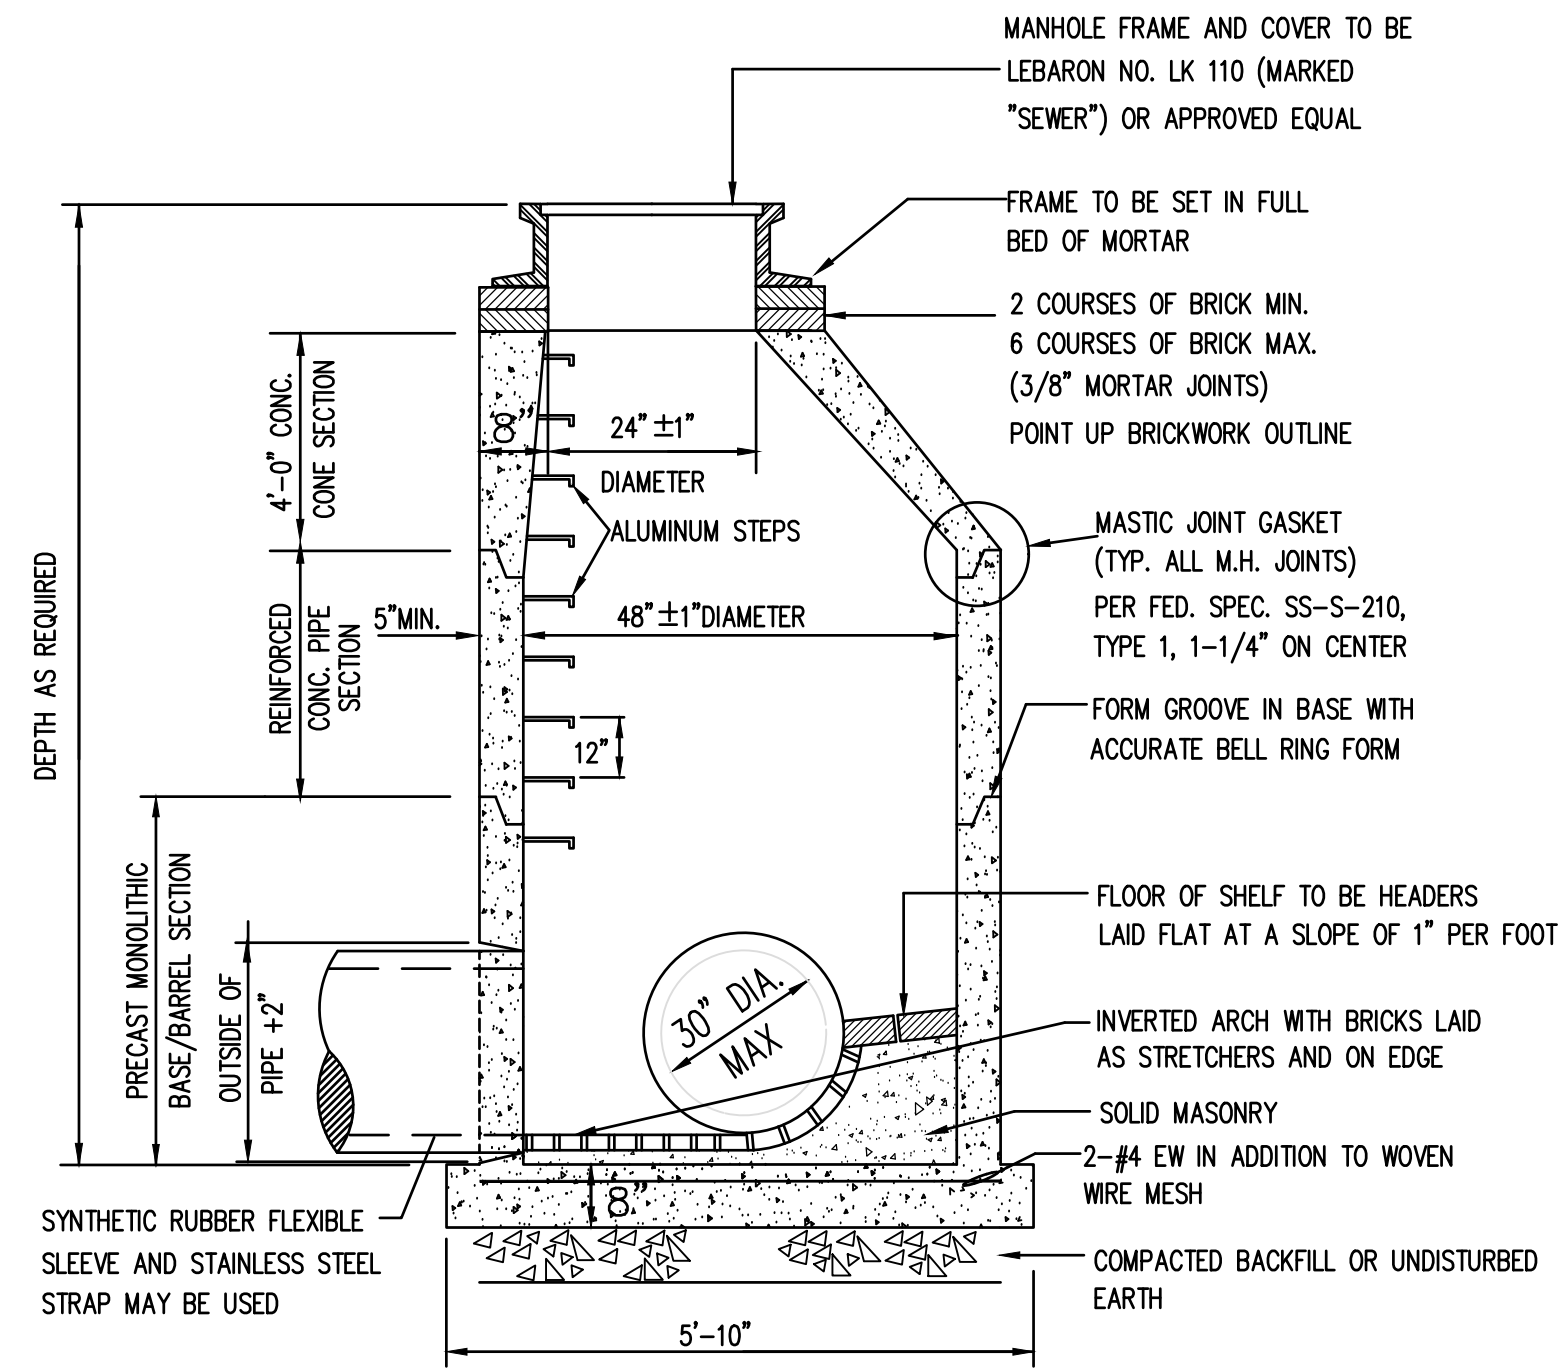 MANHOLE FRAME AND COVER TO BE
LEBARON NO. LK 110 (MARKED
"SEWER") OR APPROVED EQUAL
FRAME TO BE SET IN FULL
BED OF MORTAR
2 COURSES OF BRICK MIN.
6 COURSES OF BRICK MAX.
(3/8" MORTAR JOINTS)
POINT UP BRICKWORK OUTLINE
4'-0" CONC.
CONE SECTION
8"
24" ±1"
DIAMETER
ALUMINUM STEPS
MASTIC JOINT GASKET
(TYP. ALL M.H. JOINTS)
PER FED. SPEC. SS-S-210,
TYPE 1, 1-1/4" ON CENTER
DEPTH AS REQUIRED
REINFORCED
CONC. PIPE
SECTION
5"MIN.
48" ±1"DIAMETER
12"
FORM GROOVE IN BASE WITH
ACCURATE BELL RING FORM
PRECAST MONOLITHIC
BASE/BARREL SECTION
OUTSIDE OF
PIPE +2"
30" DIA.
MAX
FLOOR OF SHELF TO BE HEADERS
LAID FLAT AT A SLOPE OF 1" PER FOOT
INVERTED ARCH WITH BRICKS LAID
AS STRETCHERS AND ON EDGE
SOLID MASONRY
2-#4 EW IN ADDITION TO WOVEN
WIRE MESH
8"
SYNTHETIC RUBBER FLEXIBLE
SLEEVE AND STAINLESS STEEL
STRAP MAY BE USED
COMPACTED BACKFILL OR UNDISTURBED
EARTH
5'-10"